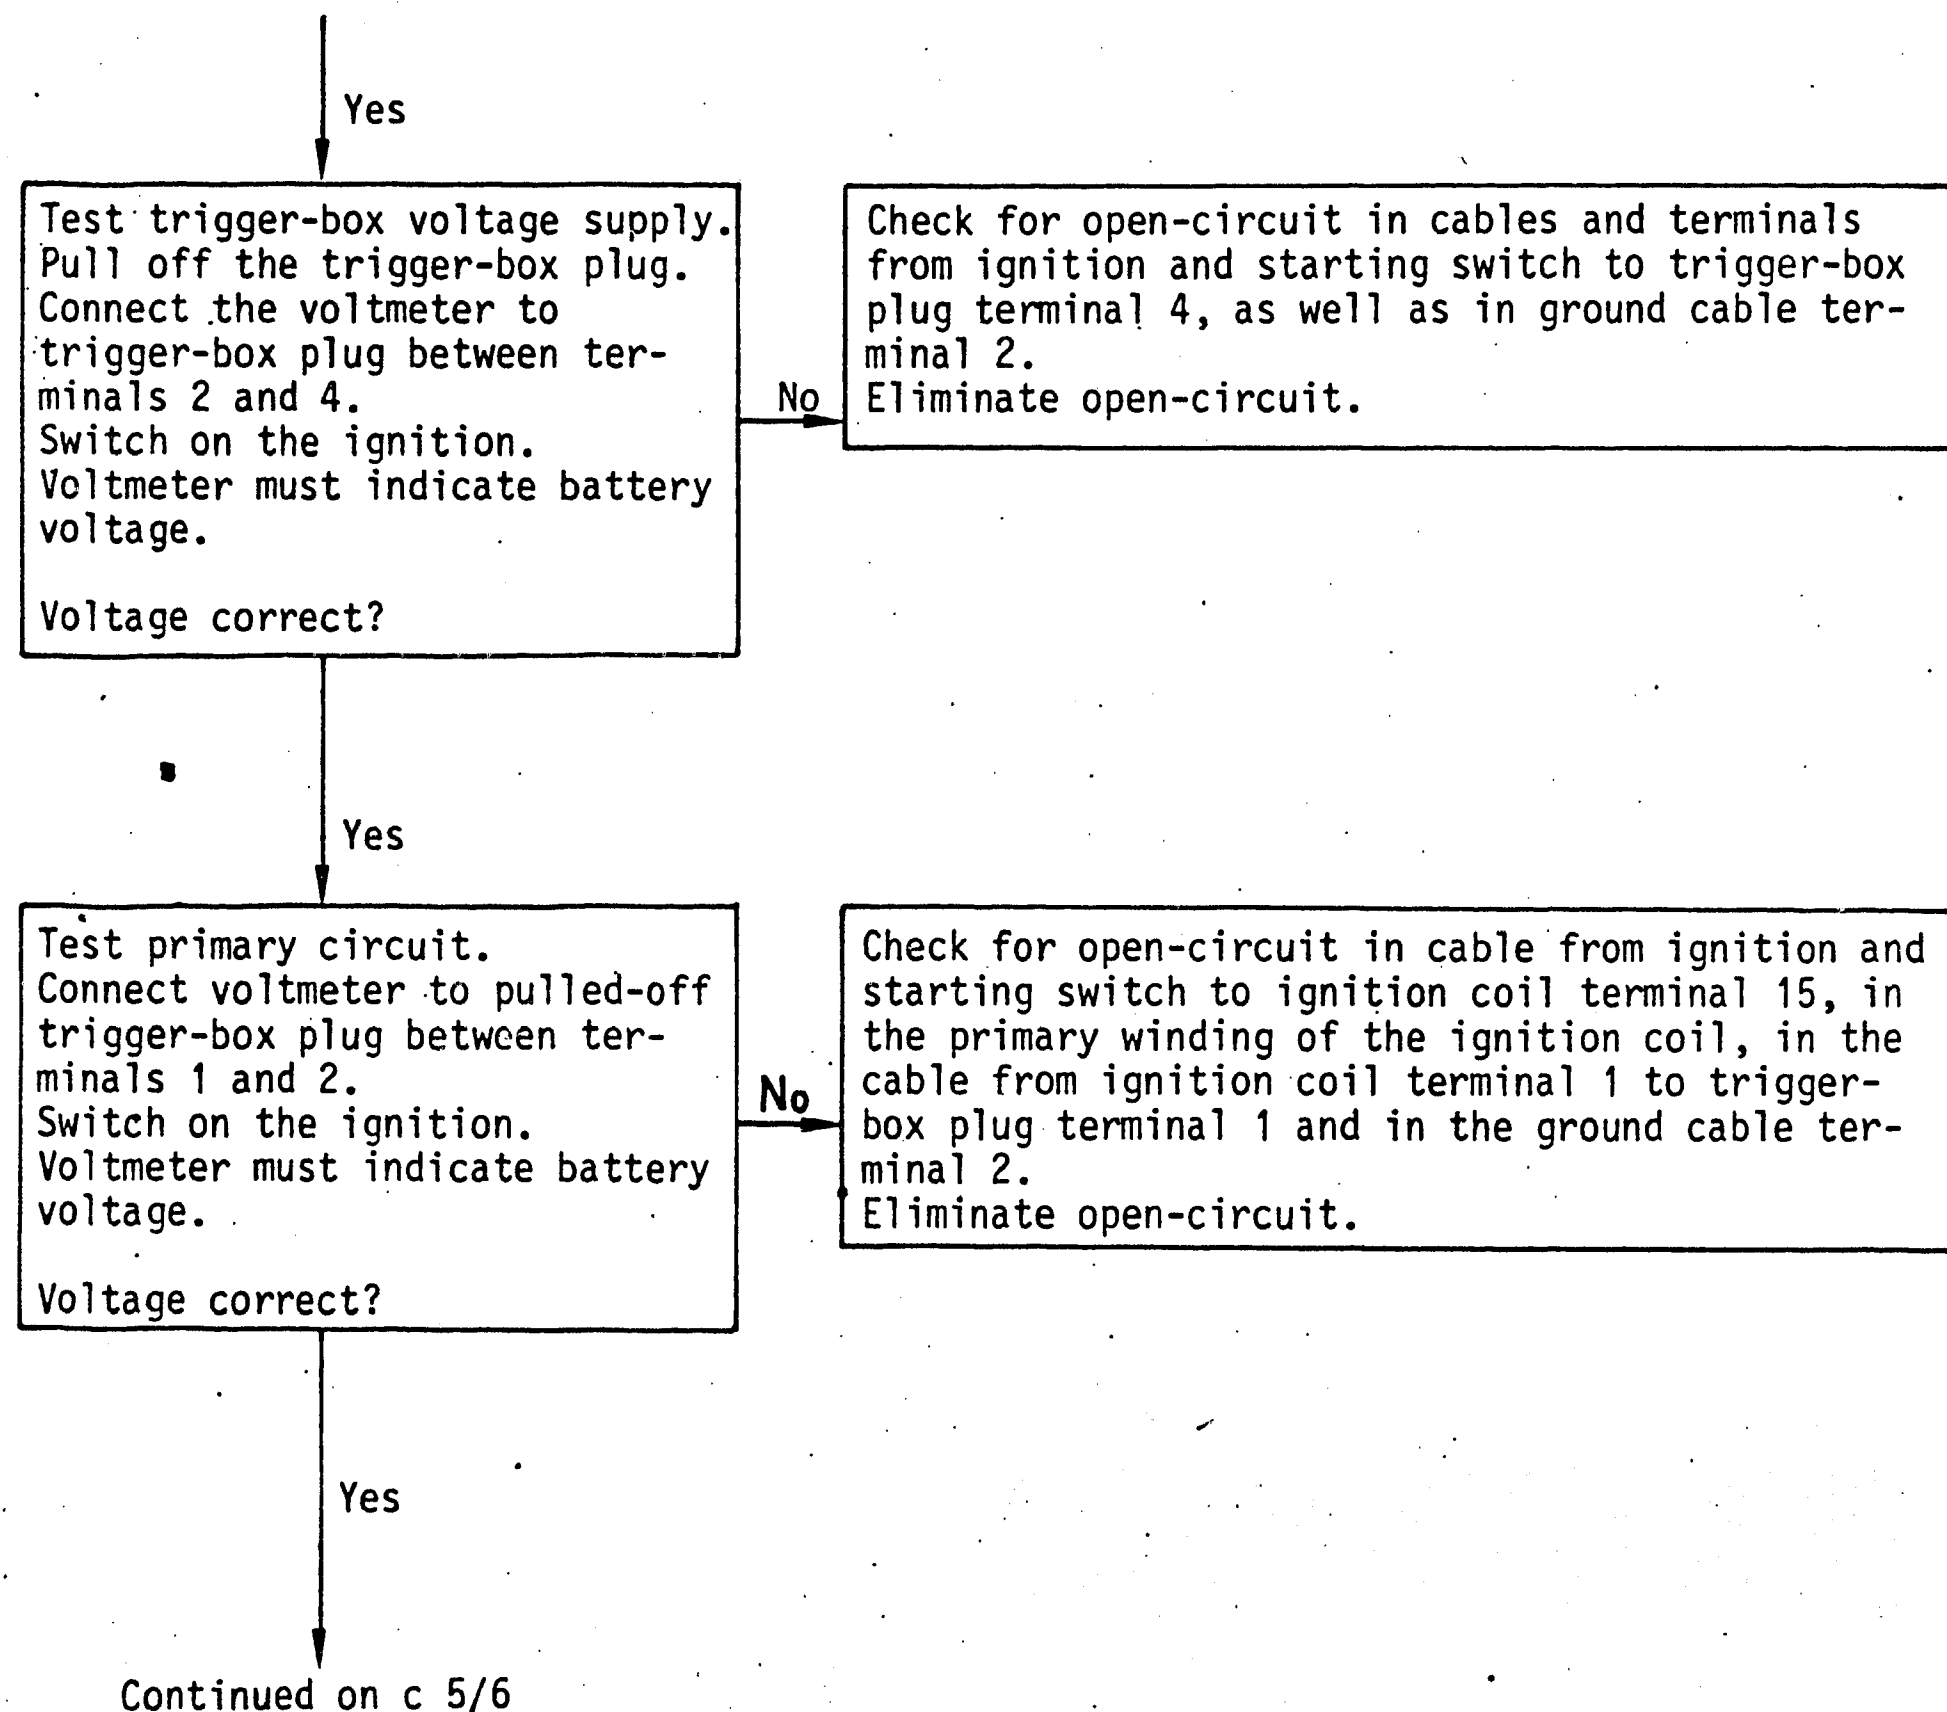 Yes
Test trigger-box voltage supply.
Pull off the trigger-box plug.
Connect the voltmeter to
trigger-box plug between ter-
minals 2 and 4.
Switch on the ignition.
Voltmeter must indicate battery
voltage.
Voltage correct?
No
Check for open-circuit in cables and terminals
from ignition and starting switch to trigger-box
plug terminal 4, as well as in ground cable ter-
minal 2.
Eliminate open-circuit.
Yes
Test primary circuit.
Connect voltmeter to pulled-off
trigger-box plug between ter-
minals 1 and 2.
Switch on the ignition.
Voltmeter must indicate battery
voltage.
Voltage correct?
No
Check for open-circuit in cable from ignition and
starting switch to ignition coil terminal 15, in
the primary winding of the ignition coil, in the
cable from ignition coil terminal 1 to trigger-
box plug terminal 1 and in the ground cable ter-
minal 2.
Eliminate open-circuit.
Yes
Continued on c 5/6